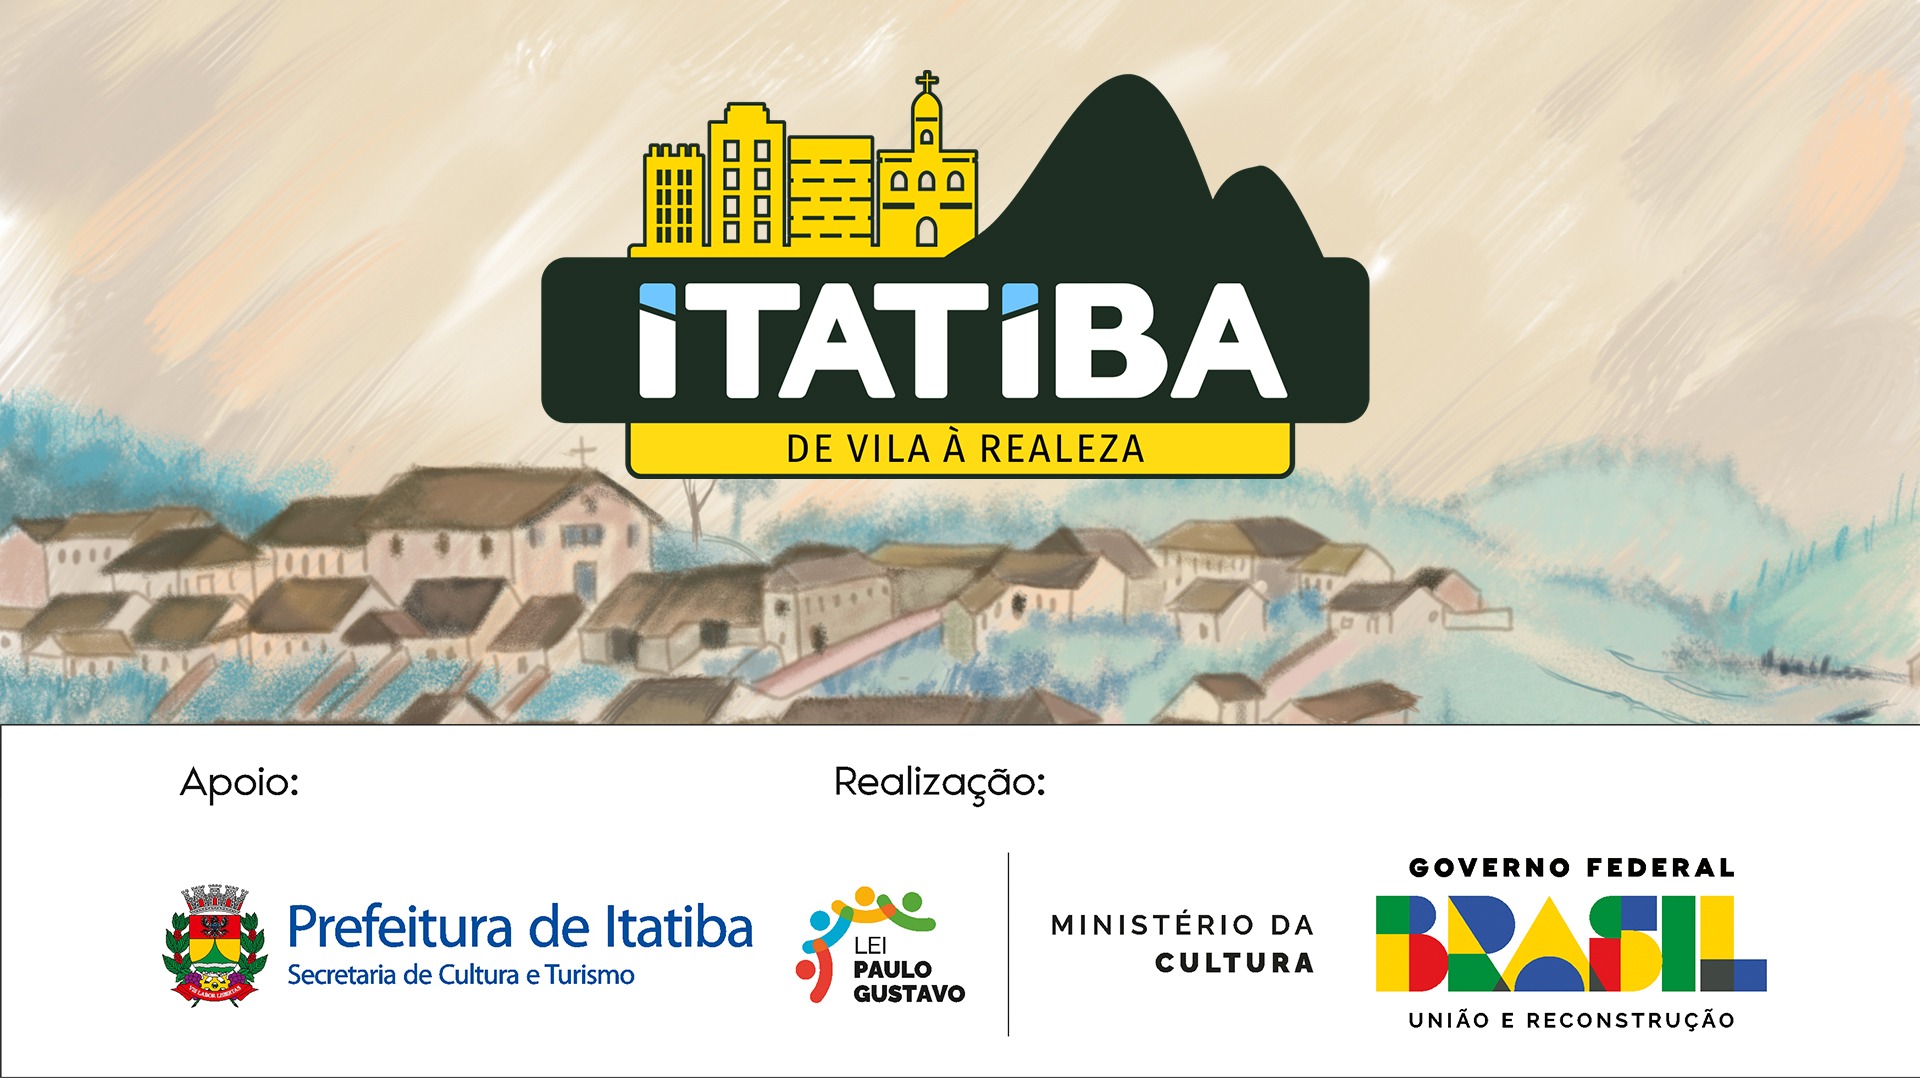 ITATIBA
DE VILA À REALEZA
Apoio:
Realização:
Prefeitura de Itatiba
Secretaria de Cultura e Turismo
LEI
PAULO
GUSTAVO
MINISTÉRIO DA
CULTURA
GOVERNO FEDERAL
BRASIL
UNIÃO E RECONSTRUÇÃO